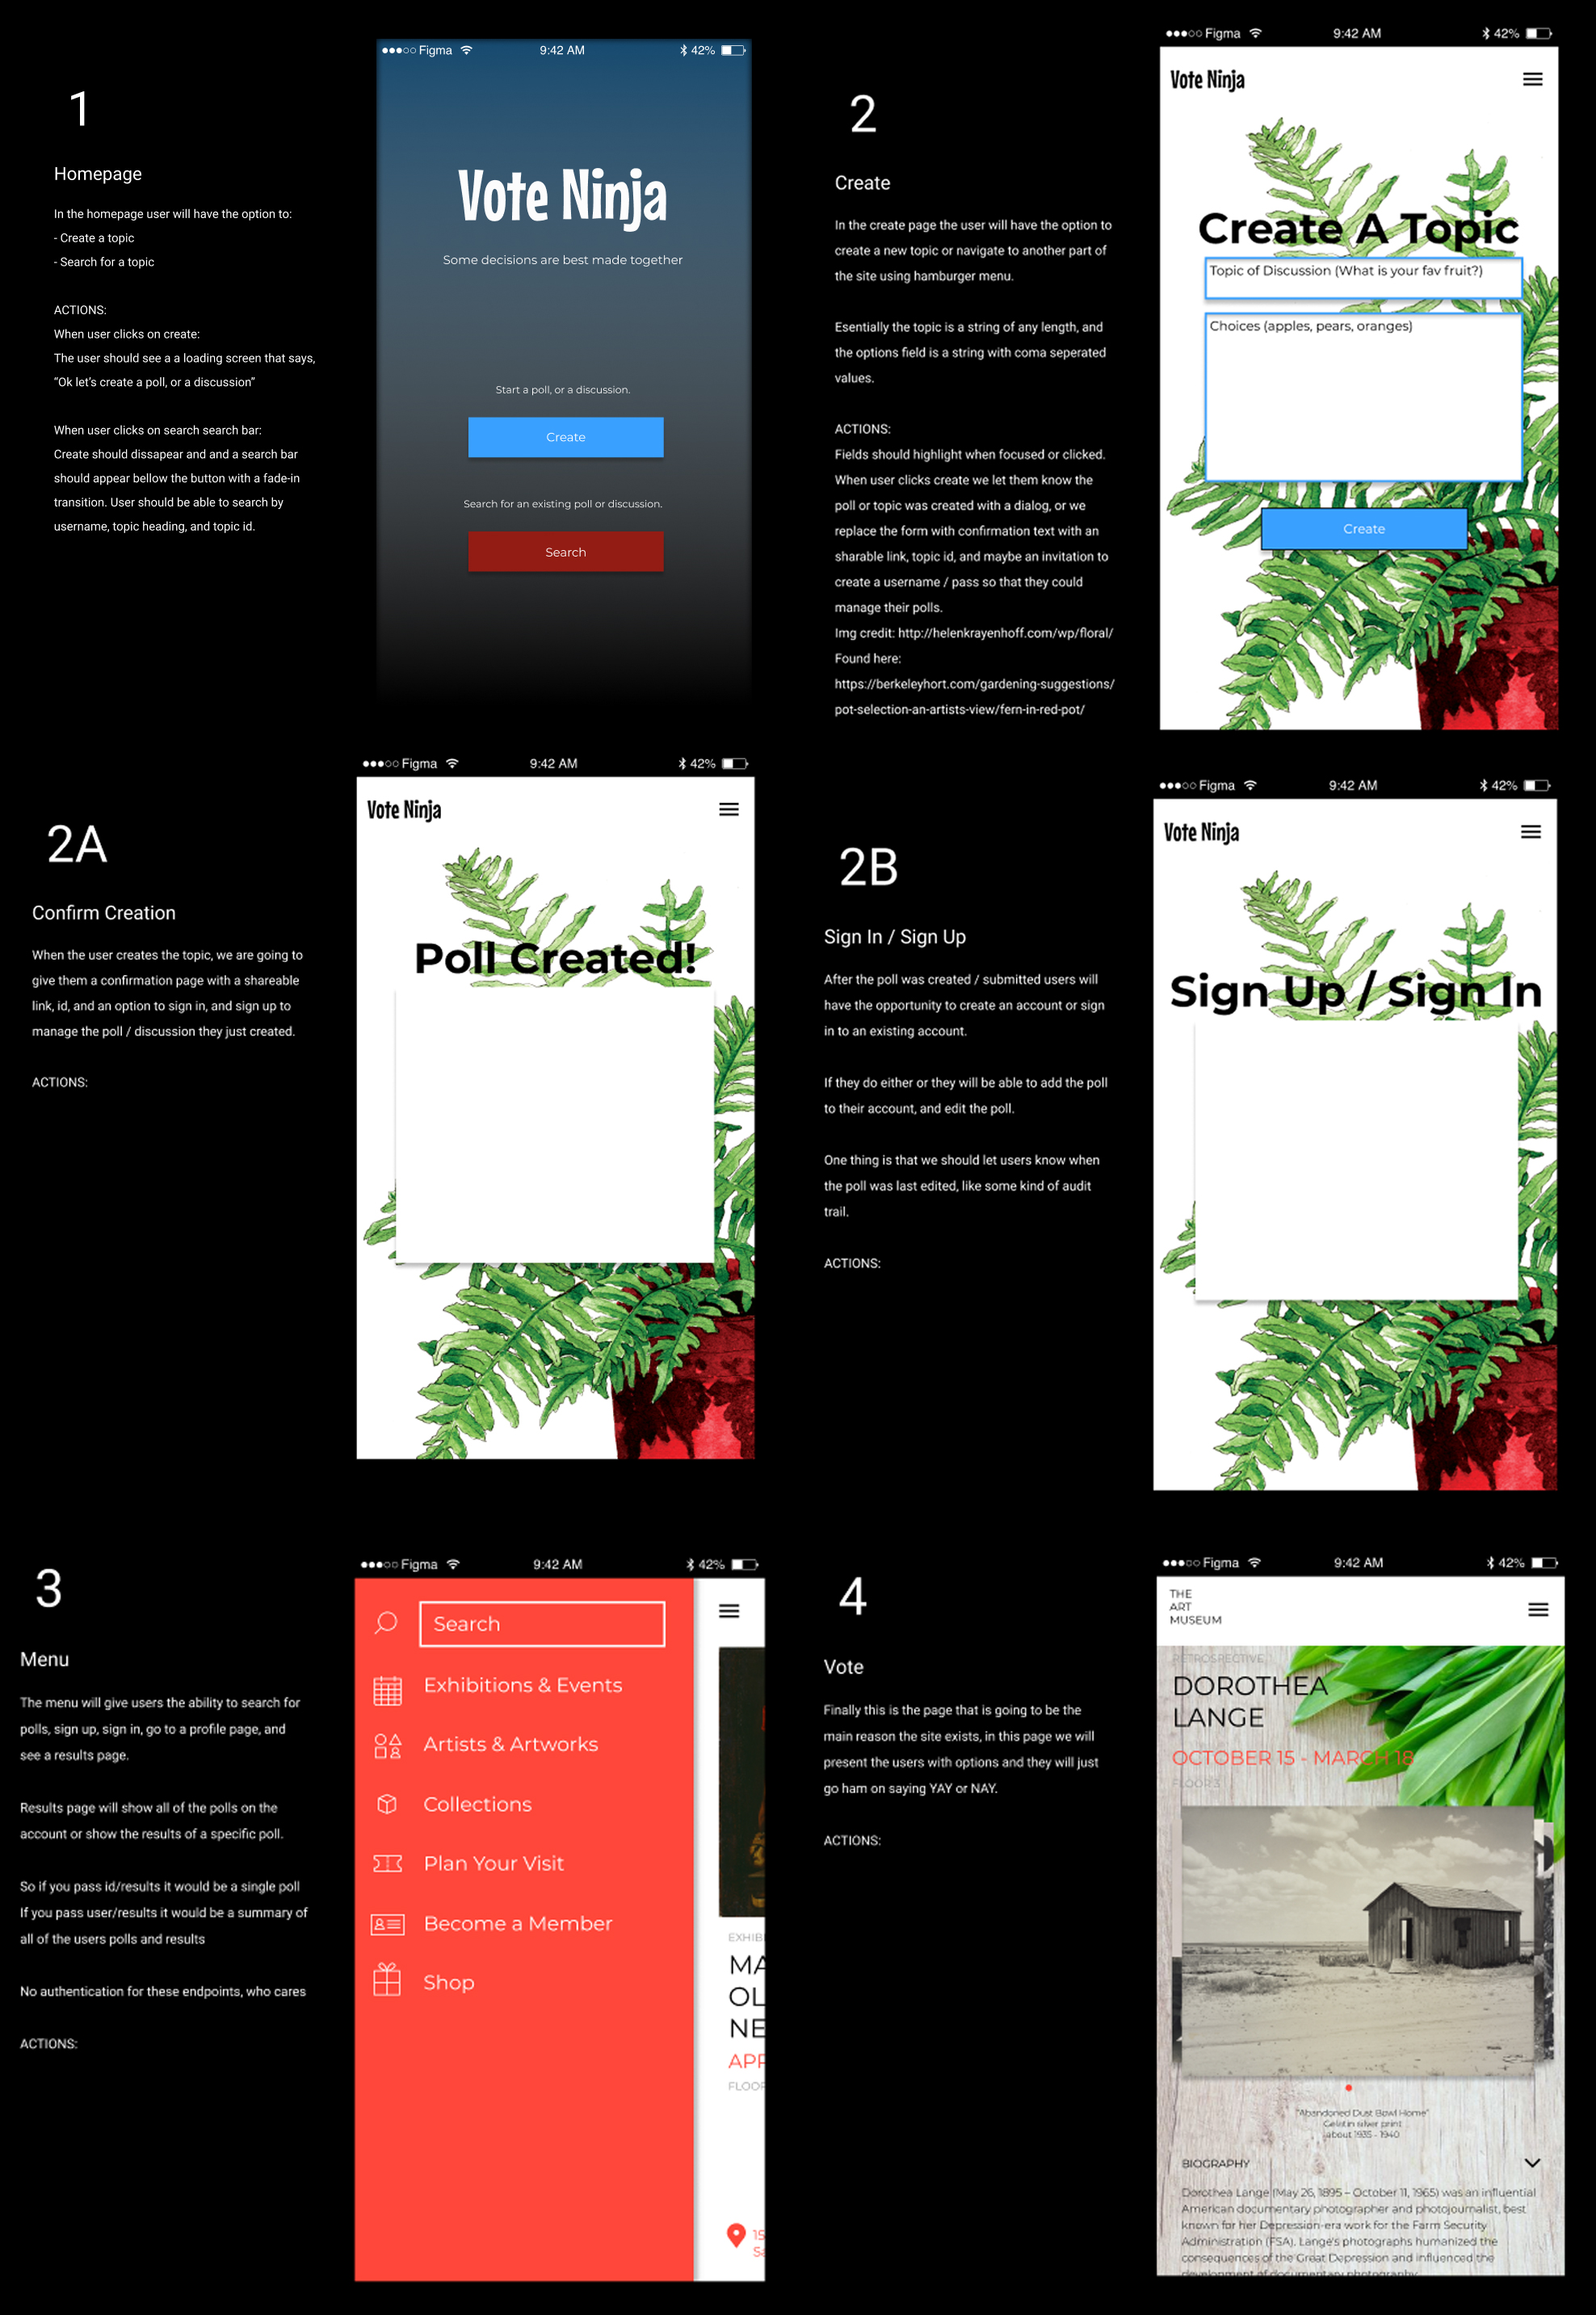 1
Homepage
In the homepage user will have the option to:
- Create a topic
- Search for a topic
ACTIONS:
When user clicks on create:
The user should see a a loading screen that says,
“Ok let’s create a poll, or a discussion”
When user clicks on search search bar:
Create should dissapear and and a search bar
should appear bellow the button with a fade-in
transition. User should be able to search by
username, topic heading, and topic id.
Figma 9:42 AM 42%
Vote Ninja
Some decisions are best made together
Start a poll, or a discussion.
Create
Search for an existing poll or discussion.
Search
2
Create
In the create page the user will have the option to
create a new topic or navigate to another part of
the site using hamburger menu.
Esentially the topic is a string of any length, and
the options field is a string with coma seperated
values.
ACTIONS:
Fields should highlight when focused or clicked.
When user clicks create we let them know the
poll or topic was created with a dialog, or we
replace the form with confirmation text with an
sharable link, topic id, and maybe an invitation to
create a username / pass so that they could
manage their polls.
Img credit: http://helenkrayenhoff.com/wp/floral/
Found here:
https://berkeleyhort.com/gardening-suggestions/
pot-selection-an-artists-view/fern-in-red-pot/
Figma 9:42 AM 42%
Vote Ninja
Create A Topic
Topic of Discussion (What is your fav fruit?)
Choices (apples, pears, oranges)
Create
2A
Confirm Creation
When the user creates the topic, we are going to
give them a confirmation page with a shareable
link, id, and an option to sign in, and sign up to
manage the poll / discussion they just created.
ACTIONS:
Figma 9:42 AM 42%
Vote Ninja
Poll Created!
2B
Sign In / Sign Up
After the poll was created / submitted users will
have the opportunity to create an account or sign
in to an existing account.
If they do either or they will be able to add the poll
to their account, and edit the poll.
One thing is that we should let users know when
the poll was last edited, like some kind of audit
trail.
ACTIONS:
Figma 9:42 AM 42%
Vote Ninja
Sign Up / Sign In
3
Menu
The menu will give users the ability to search for
polls, sign up, sign in, go to a profile page, and
see a results page.
Results page will show all of the polls on the
account or show the results of a specific poll.
So if you pass id/results it would be a single poll
If you pass user/results it would be a summary of
all of the users polls and results
No authentication for these endpoints, who cares
ACTIONS:
Figma 9:42 AM 42%
Search
Exhibitions & Events
Artists & Artworks
Collections
Plan Your Visit
Become a Member
Shop
EXHIB
MA
OL
NE
APR
FLOOR
15
Sa
4
Vote
Finally this is the page that is going to be the
main reason the site exists, in this page we will
present the users with options and they will just
go ham on saying YAY or NAY.
ACTIONS:
Figma 9:42 AM 42%
THE
ART
MUSEUM
RETROSPECTIVE
DOROTHEA
LANGE
OCTOBER 15 - MARCH 18
FLOOR 3
"Abandoned Dust Bowl Home"
Gelatin silver print
about 1935 - 1940
BIOGRAPHY
Dorothea Lange (May 26, 1895 – October 11, 1965) was an influential
American documentary photographer and photojournalist, best
known for her Depression-era work for the Farm Security
Administration (FSA). Lange's photographs humanized the
consequences of the Great Depression and influenced the
development of documentary photography.